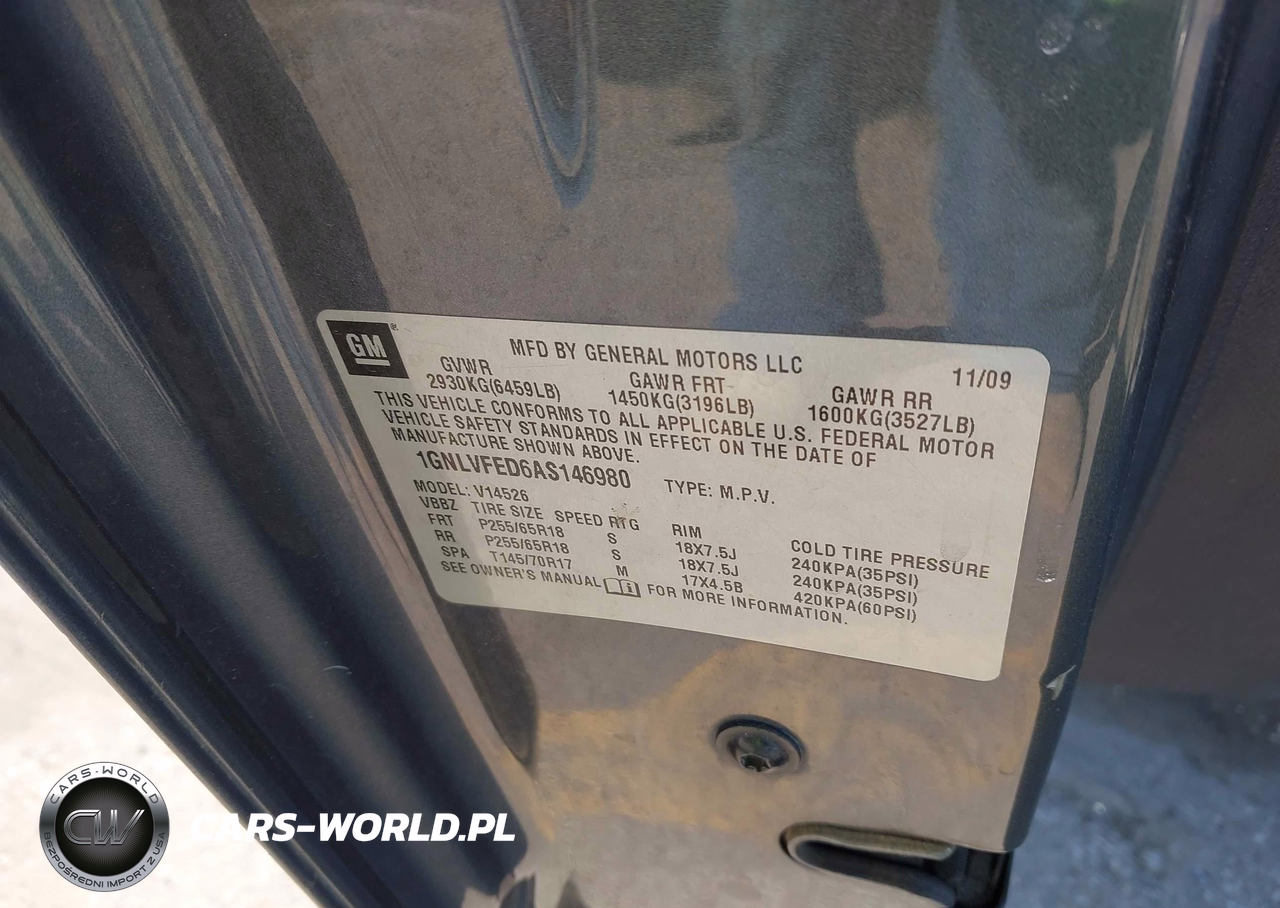 GM ®
MFD BY GENERAL MOTORS LLC 11/09
GVWR GAWR FRT GAWR RR
2930KG(6459LB) 1450KG(3196LB) 1600KG(3527LB)
THIS VEHICLE CONFORMS TO ALL APPLICABLE U.S. FEDERAL MOTOR
VEHICLE SAFETY STANDARDS IN EFFECT ON THE DATE OF
MANUFACTURE SHOWN ABOVE.
1GNLVFED6AS146980 TYPE: M.P.V.
MODEL: V14526
VBBZ TIRE SIZE SPEED RTG RIM COLD TIRE PRESSURE
FRT P255/65R18 S 18X7.5J 240KPA(35PSI)
RR P255/65R18 S 18X7.5J 240KPA(35PSI)
SPA T145/70R17 M 17X4.5B 420KPA(60PSI)
SEE OWNER'S MANUAL FOR MORE INFORMATION.
CARS-WORLD
CW
BEZPOŚREDNI IMPORT Z USA
CARS-WORLD.PL